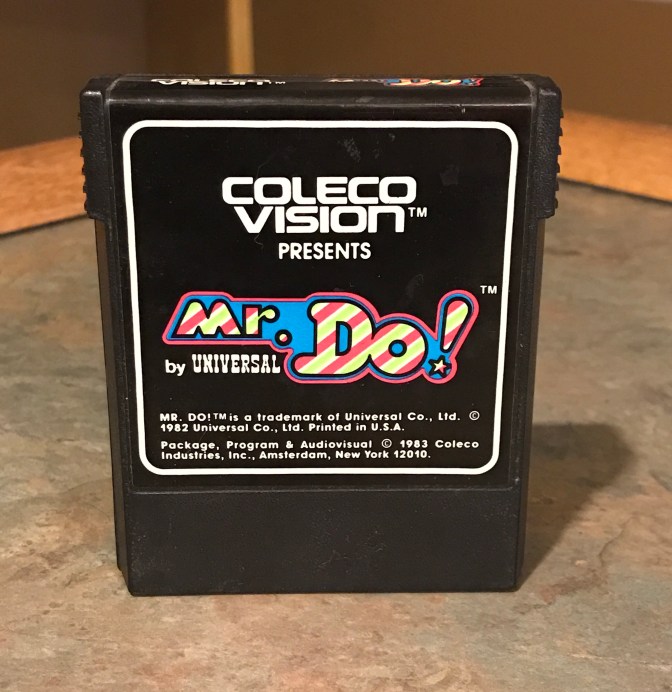 COLECO
VISION™
PRESENTS
Mr. Do! ™
by UNIVERSAL
MR. DO!™ is a trademark of Universal Co., Ltd. ©
1982 Universal Co., Ltd. Printed in U.S.A.
Package, Program & Audiovisual © 1983 Coleco
Industries, Inc., Amsterdam, New York 12010.